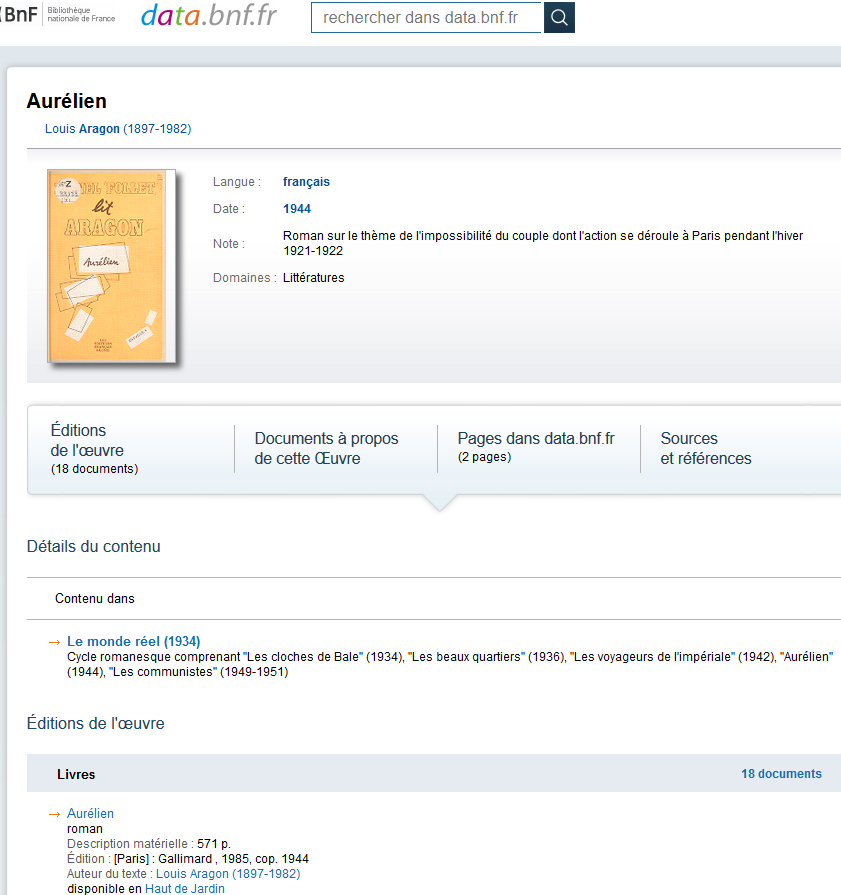 BnF Bibliothèque
nationale de France
data.bnf.fr
rechercher dans data.bnf.fr
Aurélien
Louis Aragon (1897-1982)
Z
EL FOLLET
lit
ARAGON
Aurélien
Langue : français
Date : 1944
Note : Roman sur le thème de l'impossibilité du couple dont l'action se déroule à Paris pendant l'hiver
1921-1922
Domaines : Littératures
Éditions
de l'œuvre
(18 documents)
Documents à propos
de cette Œuvre
Pages dans data.bnf.fr
(2 pages)
Sources
et références
Détails du contenu
Contenu dans
→ Le monde réel (1934)
Cycle romanesque comprenant "Les cloches de Bale" (1934), "Les beaux quartiers" (1936), "Les voyageurs de l'impériale" (1942), "Aurélien"
(1944), "Les communistes" (1949-1951)
Éditions de l'œuvre
Livres 18 documents
→ Aurélien
roman
Description matérielle : 571 p.
Édition : [Paris] : Gallimard , 1985, cop. 1944
Auteur du texte : Louis Aragon (1897-1982)
disponible en Haut de Jardin